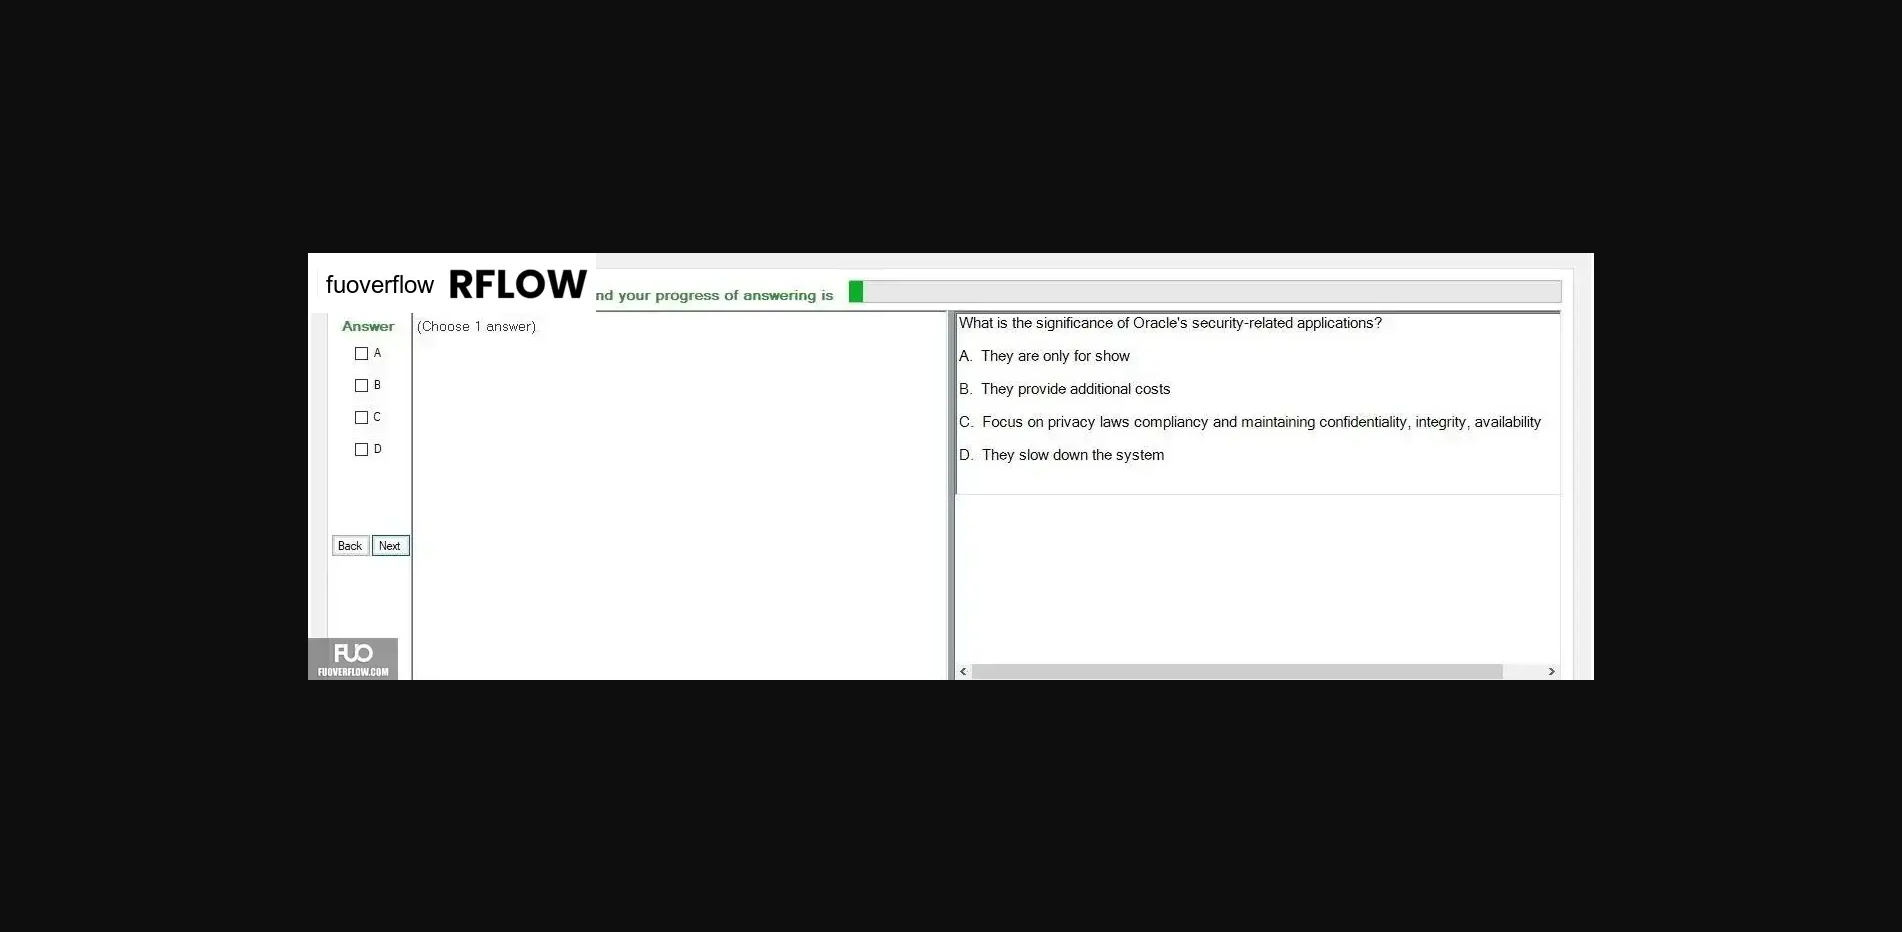 fuoverflow RFLOW
nd your progress of answering is
Answer
(Choose 1 answer)
A
B
C
D
Back Next
What is the significance of Oracle's security-related applications?
A. They are only for show
B. They provide additional costs
C. Focus on privacy laws compliancy and maintaining confidentiality, integrity, availability
D. They slow down the system
FUO
FUOVERFLOW.COM